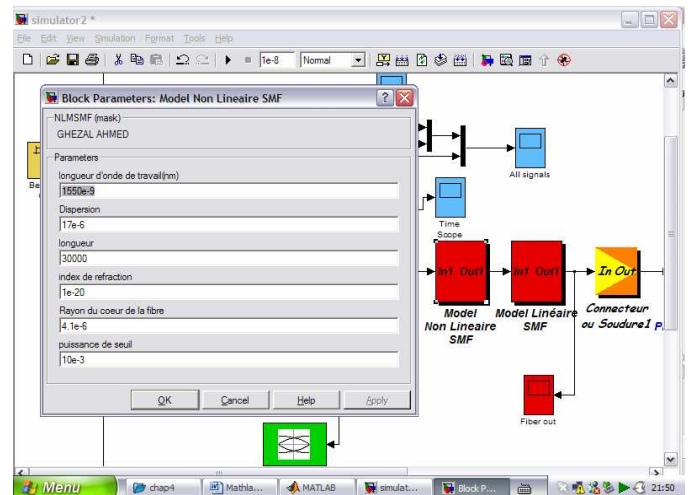 simulator2 *
File Edit View Simulation Format Tools Help
1e-8 Normal
Block Parameters: Model Non Lineaire SMF
NLMSMF (mask)
GHEZAL AHMED
Parameters
longueur d'onde de travail(nm)
1550e-9
Dispersion
17e-6
longueur
30000
index de refraction
1e-20
Rayon du coeur de la fibre
4.1e-6
puissance de seuil
10e-3
OK Cancel Help Apply
All signals
Time
Scope
In1 Out1
In1 Out1
In Out
Model
Non Lineaire
SMF
Model Linéaire
SMF
Connecteur
ou Soudure1
Fiber out
Menu chap4 Mathla... MATLAB simulat... Block P... 21:50